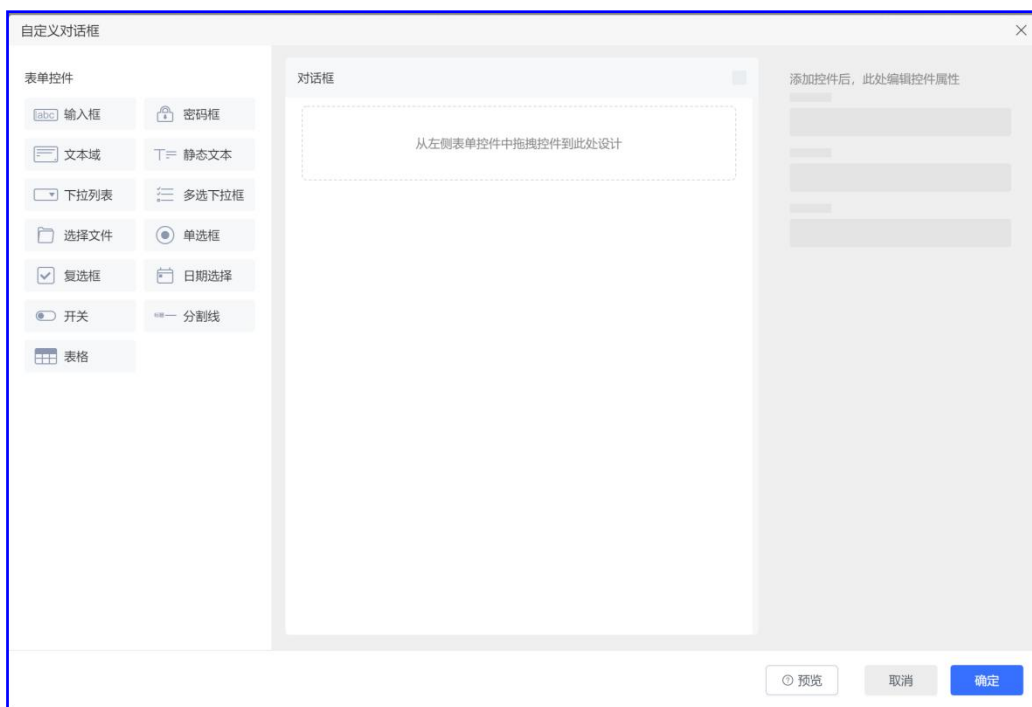 自定义对话框
表单控件
abc 输入框
密码框
文本域
静态文本
下拉列表
多选下拉框
选择文件
单选框
复选框
日期选择
开关
分割线
表格
对话框
从左侧表单控件中拖拽控件到此处设计
添加控件后，此处编辑控件属性
预览
取消
确定